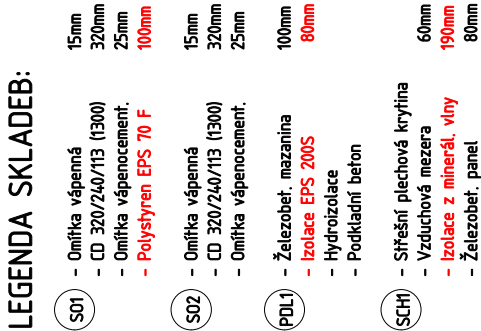 LEGENDA SKLADEB:
S01
- Omítka vápenná 15mm
- CD 320/240/113 (1300) 320mm
- Omítka vápenocement. 25mm
- Polystyren EPS 70 F 100mm
S02
- Omítka vápenná 15mm
- CD 320/240/113 (1300) 320mm
- Omítka vápenocement. 25mm
PDL1
- Železobet. mazanina 100mm
- Izolace EPS 200S 80mm
- Hydroizolace
- Podkladní beton
SCH1
- Střešní plechová krytina
- Vzduchová mezera 60mm
- Izolace z minerál. vlny 190mm
- Železobet. panel 80mm